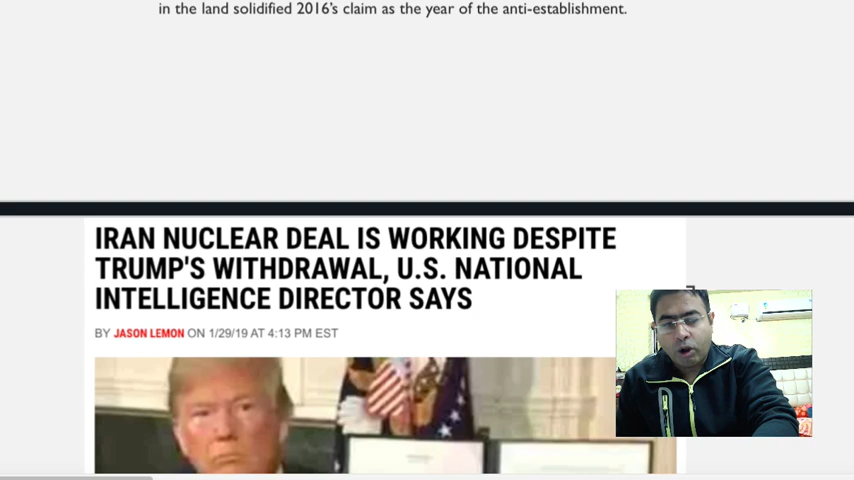 in the land solidified 2016's claim as the year of the anti-establishment.
IRAN NUCLEAR DEAL IS WORKING DESPITE
TRUMP'S WITHDRAWAL, U.S. NATIONAL
INTELLIGENCE DIRECTOR SAYS
BY JASON LEMON ON 1/29/19 AT 4:13 PM EST